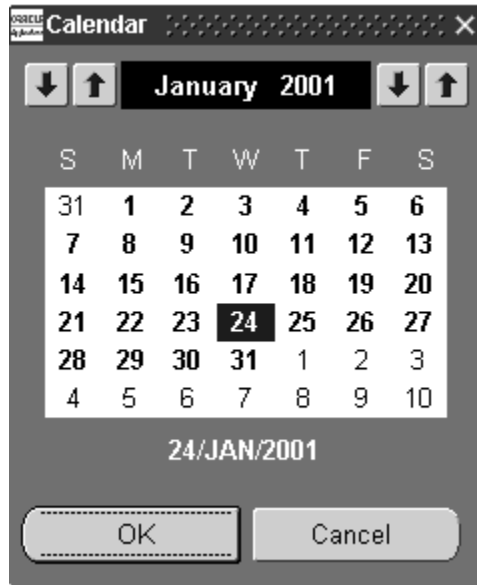 ORACLE Applications Calendar
January 2001
S M T W T F S
31 1 2 3 4 5 6
7 8 9 10 11 12 13
14 15 16 17 18 19 20
21 22 23 24 25 26 27
28 29 30 31 1 2 3
4 5 6 7 8 9 10
24/JAN/2001
OK Cancel